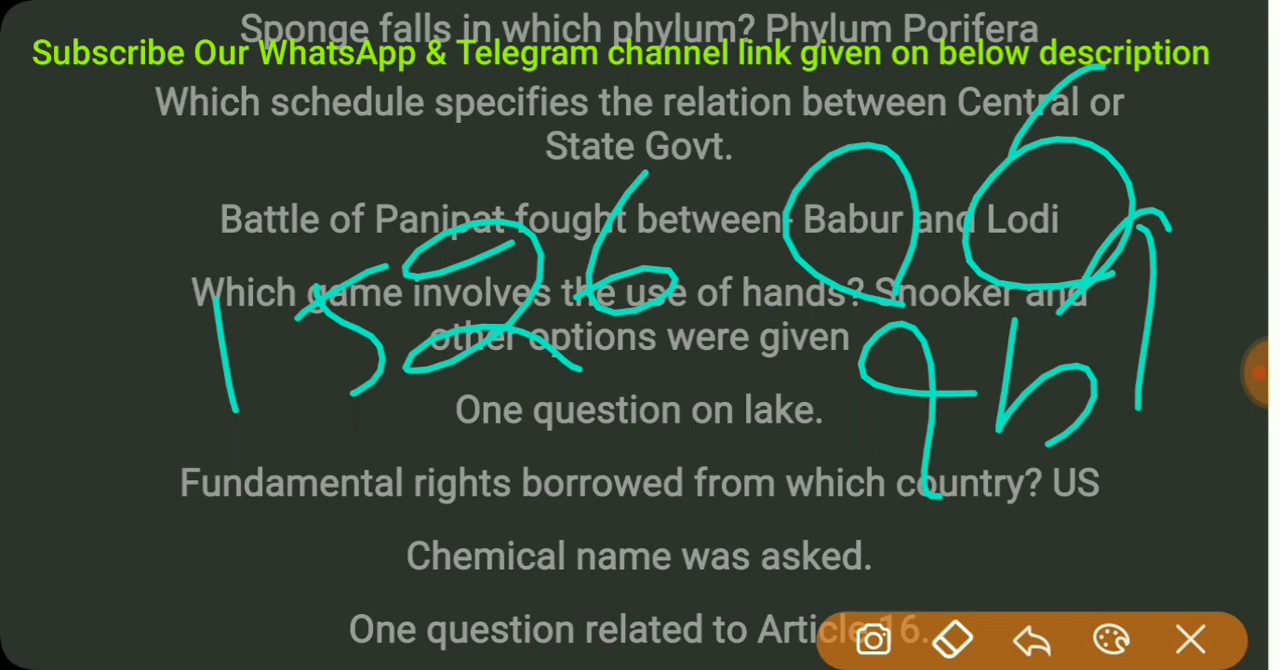 Sponge falls in which phylum? Phylum Porifera
Subscribe Our WhatsApp & Telegram channel link given on below description
Which schedule specifies the relation between Central or
State Govt.
Battle of Panipat fought between- Babur and Lodi
Which game involves the use of hands? Snooker and
other options were given
1526
One question on lake.
Fundamental rights borrowed from which country? US
Chemical name was asked.
One question related to Article 16.